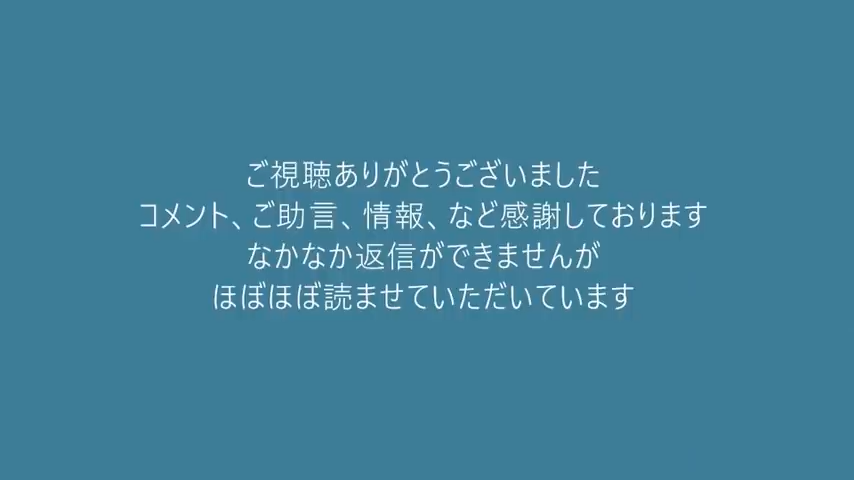 ご視聴ありがとうございました
コメント、ご助言、情報、など感謝しております
なかなか返信ができませんが
ほぼほぼ読ませていただいています